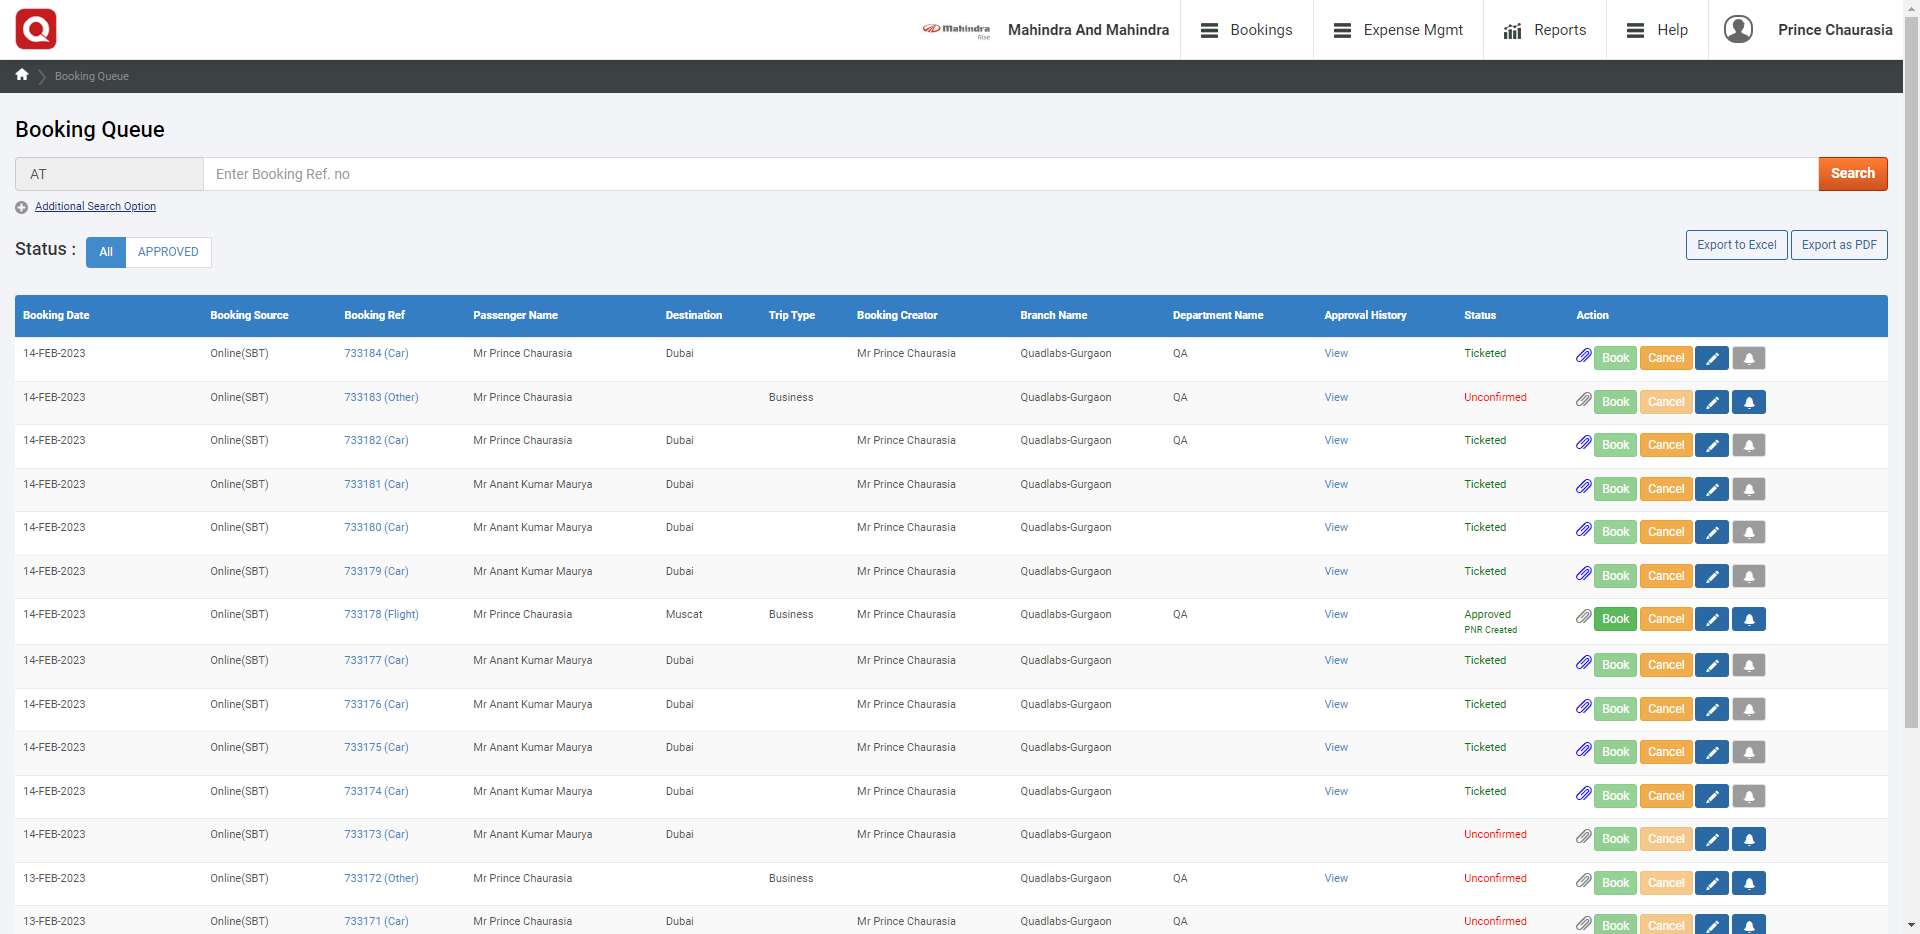 Q
Mahindra
Rise
Mahindra And Mahindra
Bookings
Expense Mgmt
Reports
Help
Prince Chaurasia
Booking Queue
Booking Queue
AT
Enter Booking Ref. no
Search
Additional Search Option
Status : All APPROVED
Export to Excel Export as PDF
Booking Date Booking Source Booking Ref Passenger Name Destination Trip Type Booking Creator Branch Name Department Name Approval History Status Action
14-FEB-2023 Online(SBT) 733184 (Car) Mr Prince Chaurasia Dubai Mr Prince Chaurasia Quadlabs-Gurgaon QA View Ticketed Book Cancel
14-FEB-2023 Online(SBT) 733183 (Other) Mr Prince Chaurasia Business Quadlabs-Gurgaon QA View Unconfirmed Book Cancel
14-FEB-2023 Online(SBT) 733182 (Car) Mr Prince Chaurasia Dubai Mr Prince Chaurasia Quadlabs-Gurgaon QA View Ticketed Book Cancel
14-FEB-2023 Online(SBT) 733181 (Car) Mr Anant Kumar Maurya Dubai Mr Prince Chaurasia Quadlabs-Gurgaon View Ticketed Book Cancel
14-FEB-2023 Online(SBT) 733180 (Car) Mr Anant Kumar Maurya Dubai Mr Prince Chaurasia Quadlabs-Gurgaon View Ticketed Book Cancel
14-FEB-2023 Online(SBT) 733179 (Car) Mr Anant Kumar Maurya Dubai Mr Prince Chaurasia Quadlabs-Gurgaon View Ticketed Book Cancel
14-FEB-2023 Online(SBT) 733178 (Flight) Mr Prince Chaurasia Muscat Business Mr Prince Chaurasia Quadlabs-Gurgaon QA View Approved Book Cancel
PNR Created
14-FEB-2023 Online(SBT) 733177 (Car) Mr Anant Kumar Maurya Dubai Mr Prince Chaurasia Quadlabs-Gurgaon View Ticketed Book Cancel
14-FEB-2023 Online(SBT) 733176 (Car) Mr Anant Kumar Maurya Dubai Mr Prince Chaurasia Quadlabs-Gurgaon View Ticketed Book Cancel
14-FEB-2023 Online(SBT) 733175 (Car) Mr Anant Kumar Maurya Dubai Mr Prince Chaurasia Quadlabs-Gurgaon View Ticketed Book Cancel
14-FEB-2023 Online(SBT) 733174 (Car) Mr Anant Kumar Maurya Dubai Mr Prince Chaurasia Quadlabs-Gurgaon View Ticketed Book Cancel
14-FEB-2023 Online(SBT) 733173 (Car) Mr Anant Kumar Maurya Dubai Mr Prince Chaurasia Quadlabs-Gurgaon Unconfirmed Book Cancel
13-FEB-2023 Online(SBT) 733172 (Other) Mr Prince Chaurasia Business Quadlabs-Gurgaon QA View Unconfirmed Book Cancel
13-FEB-2023 Online(SBT) 733171 (Car) Mr Prince Chaurasia Dubai Mr Prince Chaurasia Quadlabs-Gurgaon QA Unconfirmed Book Cancel